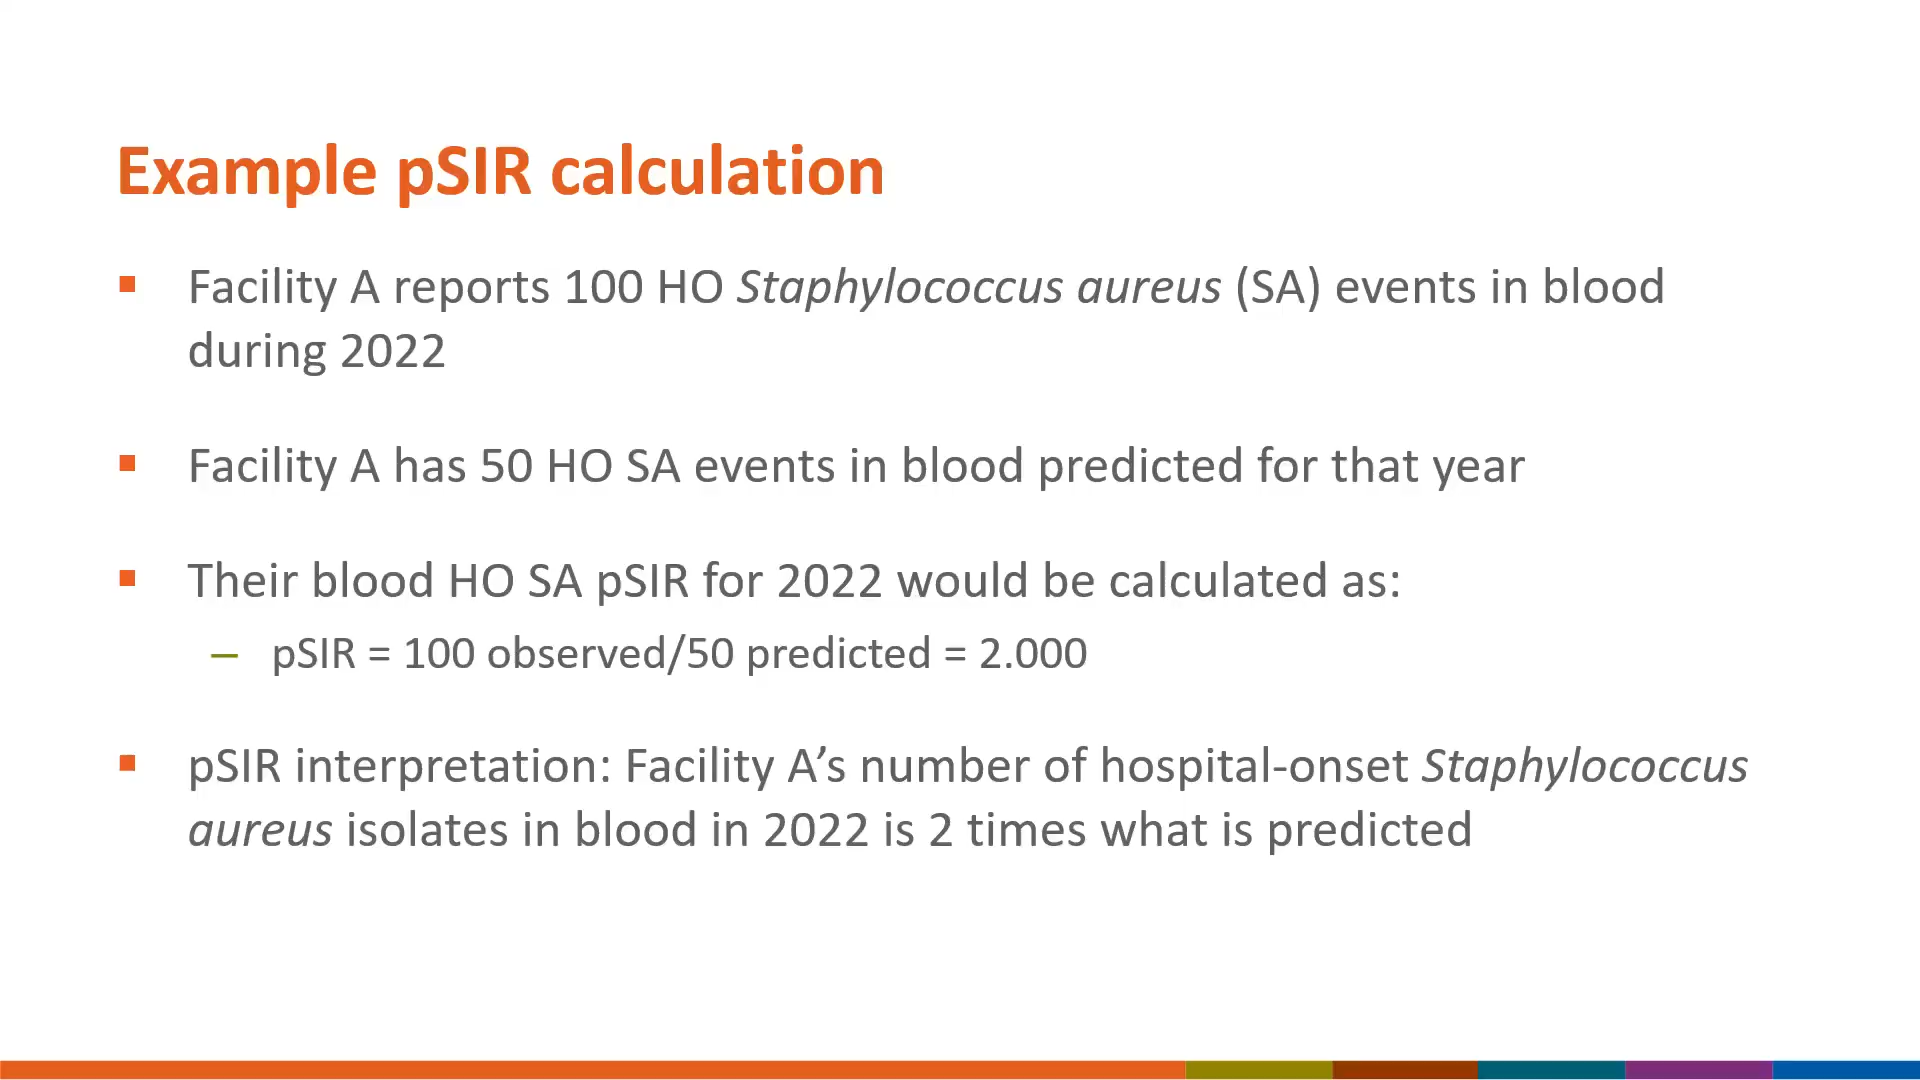 Example pSIR calculation
▪ Facility A reports 100 HO Staphylococcus aureus (SA) events in blood
during 2022
▪ Facility A has 50 HO SA events in blood predicted for that year
▪ Their blood HO SA pSIR for 2022 would be calculated as:
– pSIR = 100 observed/50 predicted = 2.000
▪ pSIR interpretation: Facility A’s number of hospital-onset Staphylococcus
aureus isolates in blood in 2022 is 2 times what is predicted